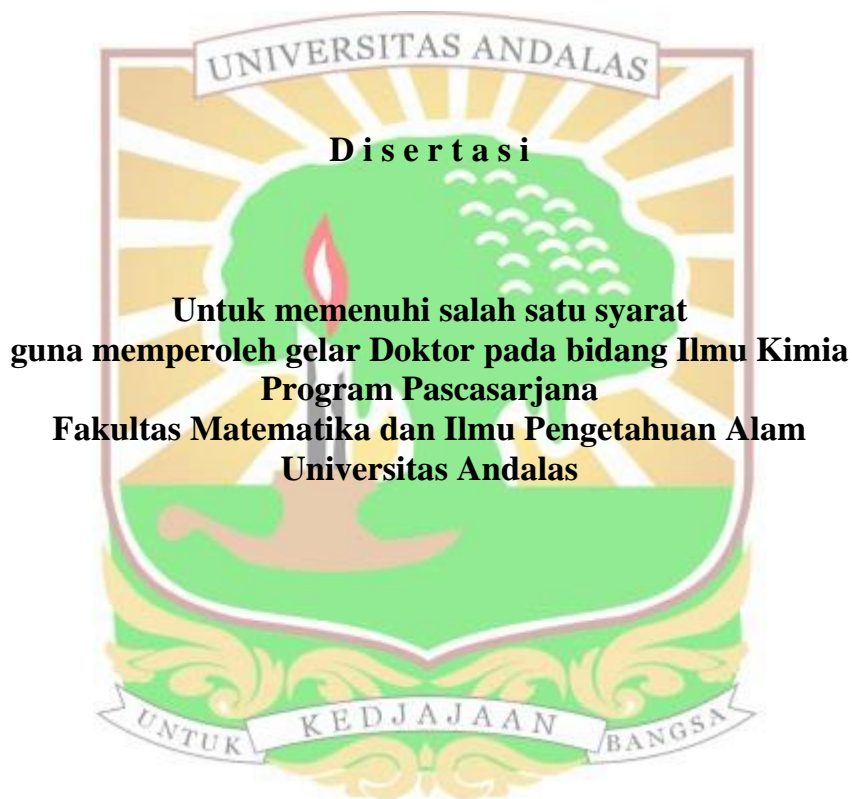 UNIVERSITAS ANDALAS
D i s e r t a s i
Untuk memenuhi salah satu syarat
guna memperoleh gelar Doktor pada bidang Ilmu Kimia
Program Pascasarjana
Fakultas Matematika dan Ilmu Pengetahuan Alam
Universitas Andalas
UNTUK KEDJAJAAN BANGSA